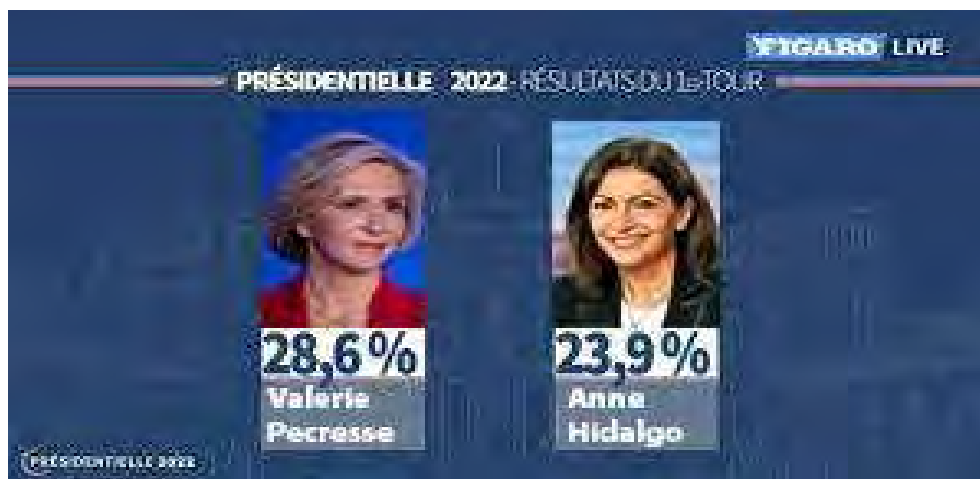 FIGARO LIVE
PRÉSIDENTIELLE 2022 RÉSULTATS DU 1er TOUR
28,6 % 23,9 %
Valerie Anne
Pecresse Hidalgo
PRÉSIDENTIELLE 2022